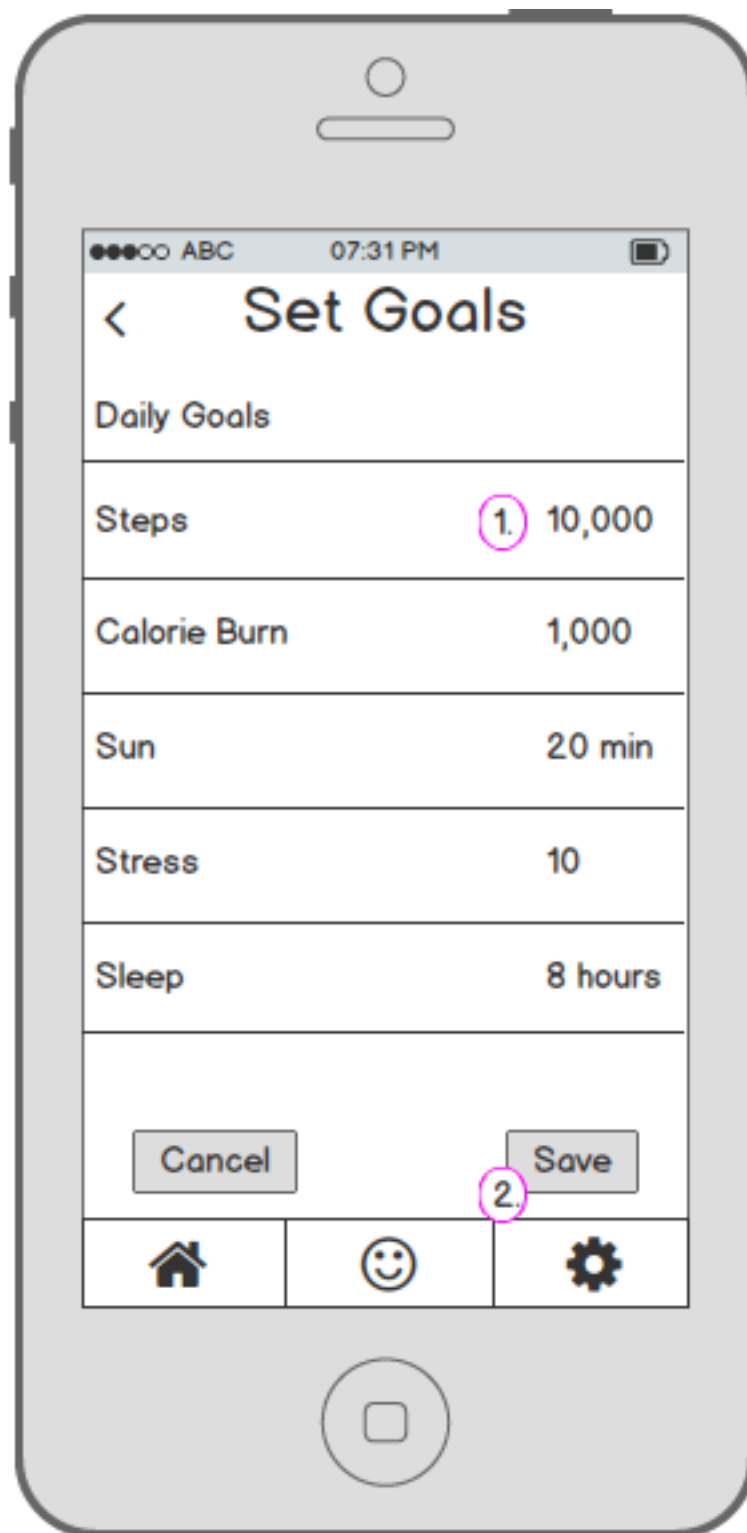 ABC 07:31 PM
< Set Goals
Daily Goals
Steps 1. 10,000
Calorie Burn 1,000
Sun 20 min
Stress 10
Sleep 8 hours
Cancel Save
2.